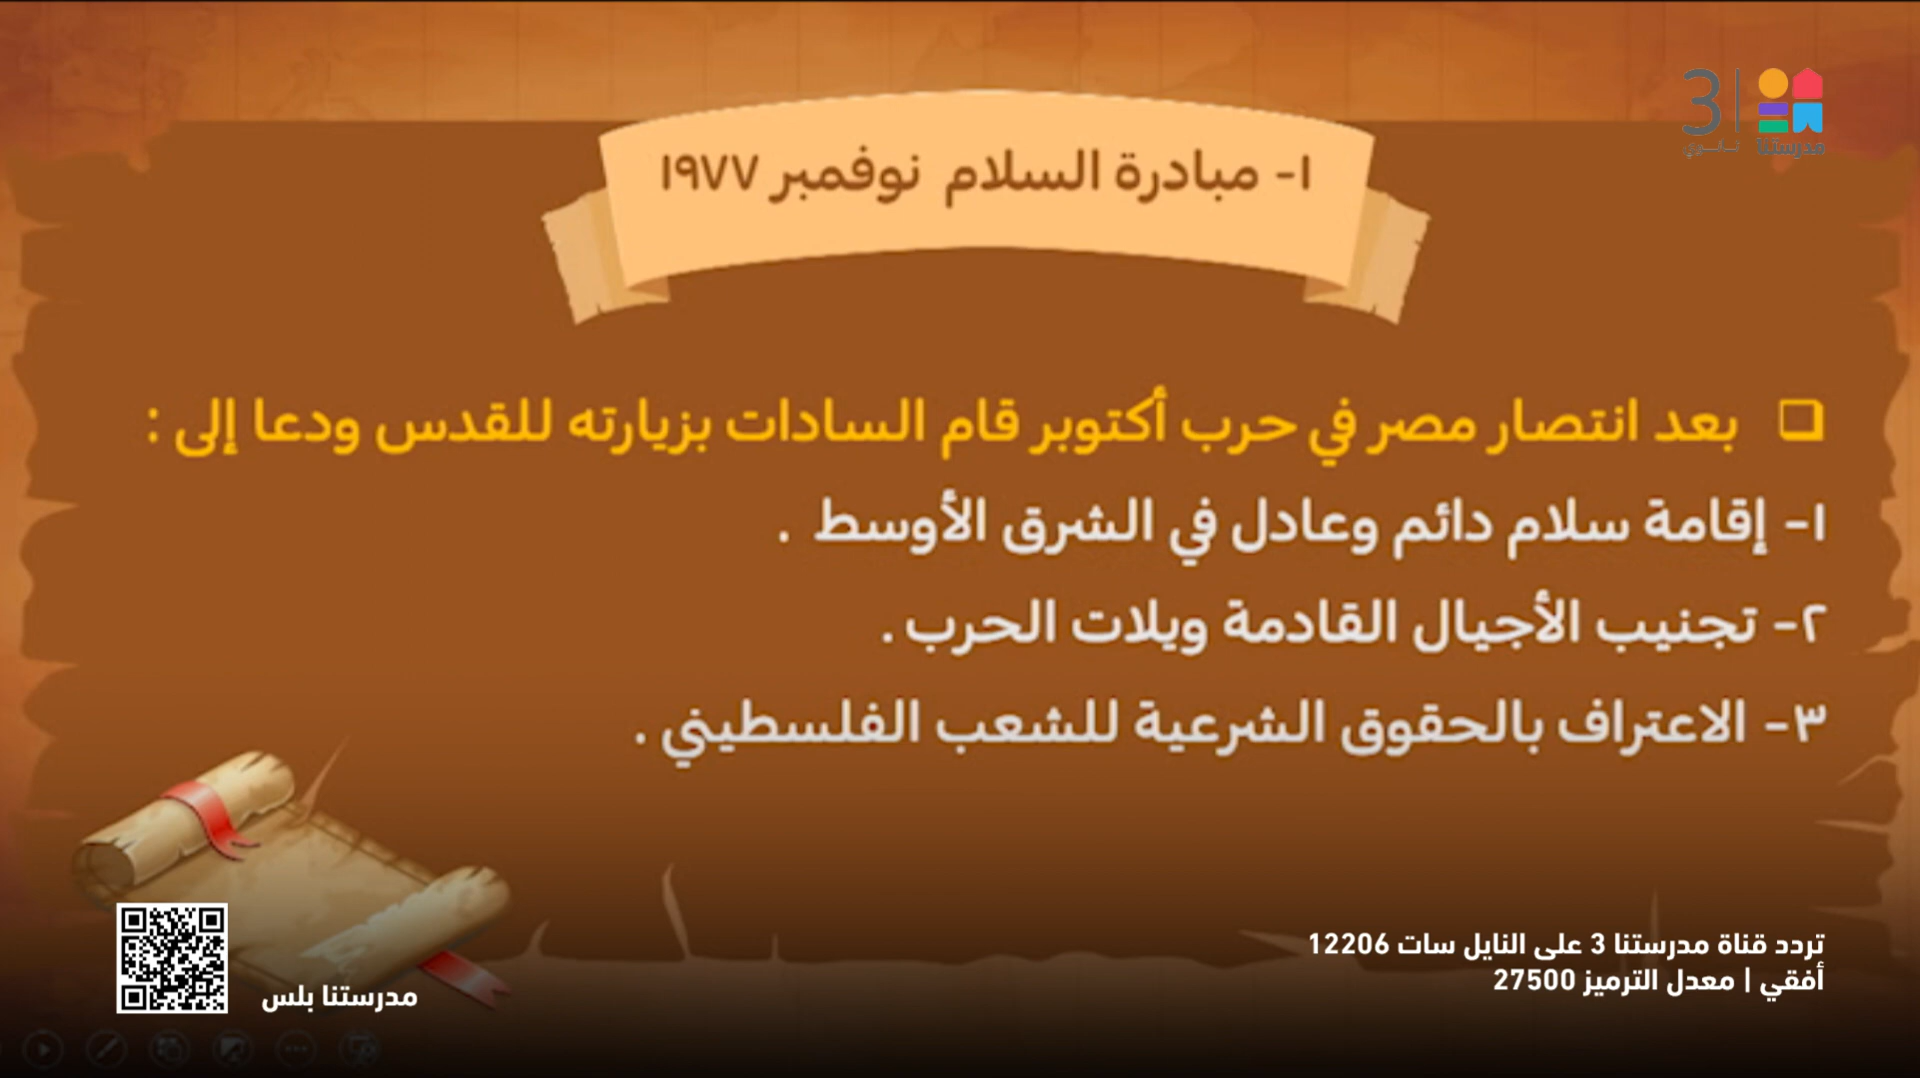 3
مدرستنا
ثانوي
١- مبادرة السلام نوفمبر ١٩٧٧
❑ بعد انتصار مصر في حرب أكتوبر قام السادات بزيارته للقدس ودعا إلى :
١- إقامة سلام دائم وعادل في الشرق الأوسط .
٢- تجنيب الأجيال القادمة ويلات الحرب .
٣- الاعتراف بالحقوق الشرعية للشعب الفلسطيني .
تردد قناة مدرستنا 3 على النايل سات 12206
أفقي | معدل الترميز 27500
مدرستنا بلس